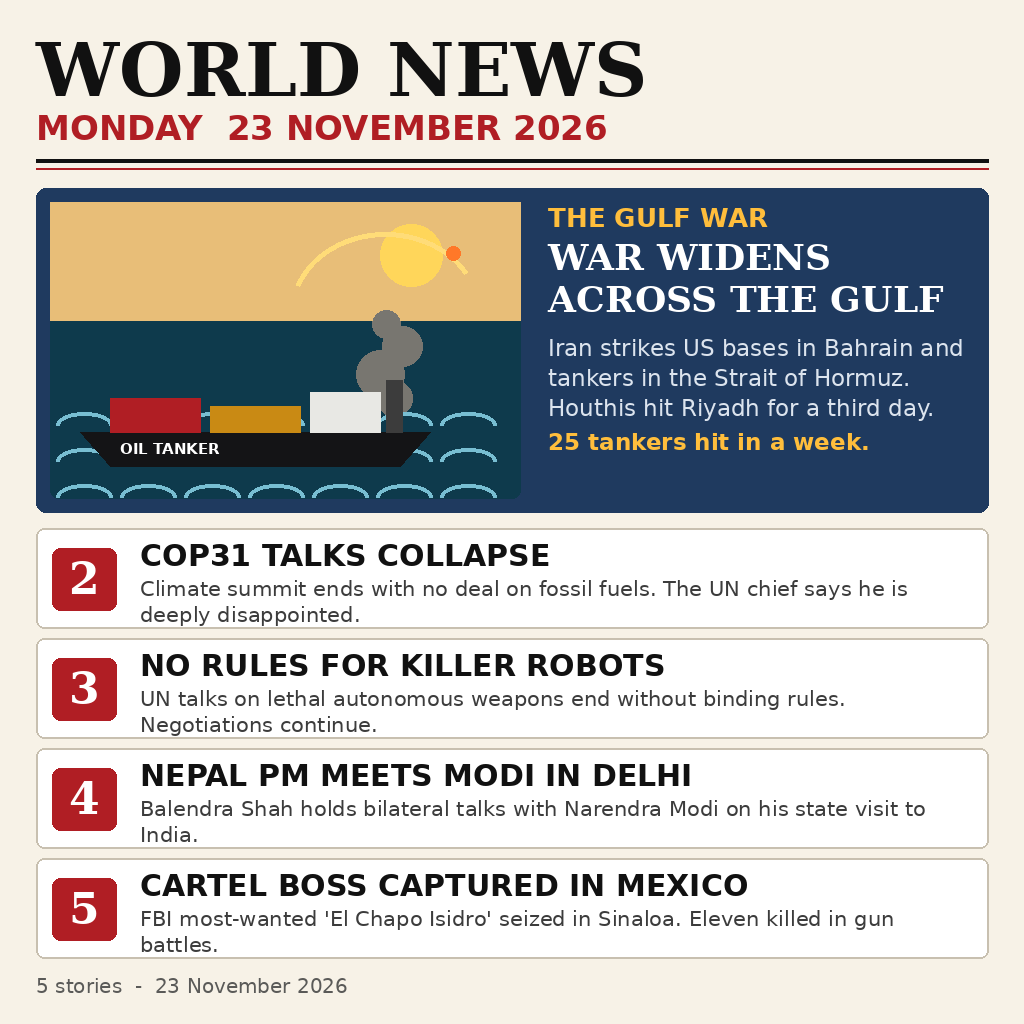 WORLD NEWS
MONDAY  23 NOVEMBER 2026
OIL TANKER
THE GULF WAR
WAR WIDENS
ACROSS THE GULF
Iran strikes US bases in Bahrain and
tankers in the Strait of Hormuz.
Houthis hit Riyadh for a third day.
25 tankers hit in a week.
2
COP31 TALKS COLLAPSE
Climate summit ends with no deal on fossil fuels. The UN chief says he is
deeply disappointed.
3
NO RULES FOR KILLER ROBOTS
UN talks on lethal autonomous weapons end without binding rules.
Negotiations continue.
4
NEPAL PM MEETS MODI IN DELHI
Balendra Shah holds bilateral talks with Narendra Modi on his state visit to
India.
5
CARTEL BOSS CAPTURED IN MEXICO
FBI most-wanted 'El Chapo Isidro' seized in Sinaloa. Eleven killed in gun
battles.
5 stories  -  23 November 2026